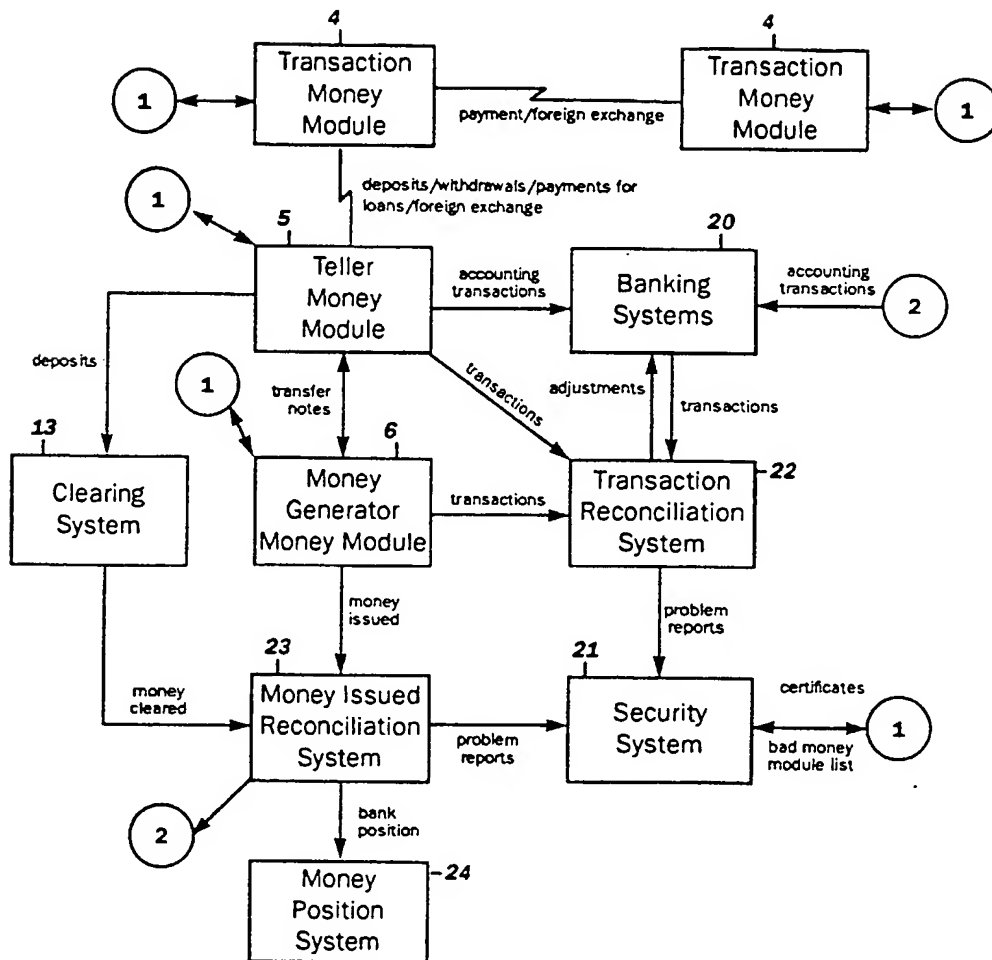 4
4
Transaction
Money
Module
Transaction
Money
Module
1
1
payment/foreign exchange
deposits/withdrawals/payments for
loans/foreign exchange
1
5
20
Teller
Money
Module
accounting
transactions
Banking
Systems
accounting
transactions
2
deposits
1
transfer
notes
transactions
adjustments
transactions
13
6
22
Clearing
System
Money
Generator
Money Module
transactions
Transaction
Reconciliation
System
money
issued
problem
reports
23
21
money
cleared
Money Issued
Reconciliation
System
problem
reports
Security
System
certificates
bad money
module list
1
2
bank
position
24
Money
Position
System